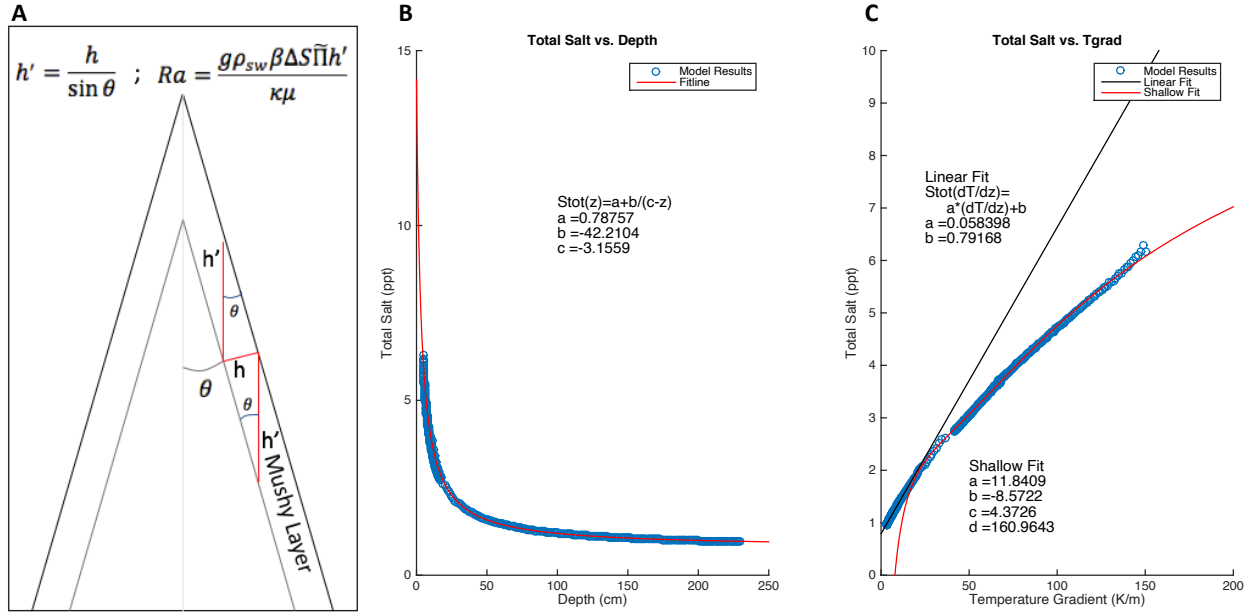 A
h′ = h / sin θ ; Ra = gρ_sw βΔSΠ̃h′ / κμ
h'
θ
h
θ
θ
h'
Mushy Layer
B
Total Salt vs. Depth
15
10
5
0
Total Salt (ppt)
Model Results
Fitline
Stot(z)=a+b/(c-z)
a =0.78757
b =-42.2104
c =-3.1559
0 50 100 150 200 250
Depth (cm)
C
Total Salt vs. Tgrad
10
9
8
7
6
5
4
3
2
1
0
Total Salt (ppt)
Model Results
Linear Fit
Shallow Fit
Linear Fit
Stot(dT/dz)=
a*(dT/dz)+b
a =0.058398
b =0.79168
Shallow Fit
a =11.8409
b =-8.5722
c =4.3726
d =160.9643
0 50 100 150 200
Temperature Gradient (K/m)